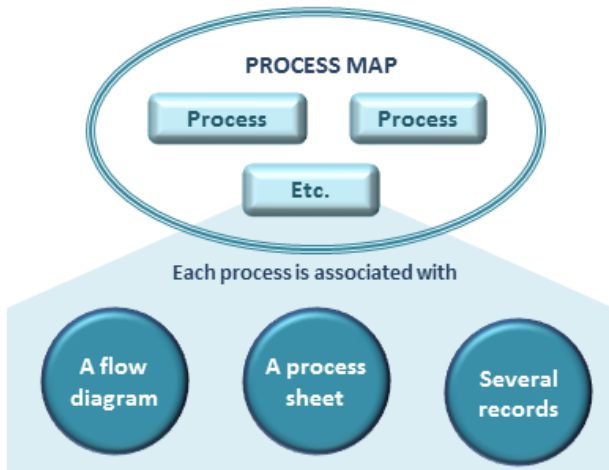 PROCESS MAP
Process
Process
Etc.
Each process is associated with
A flow
diagram
A process
sheet
Several
records